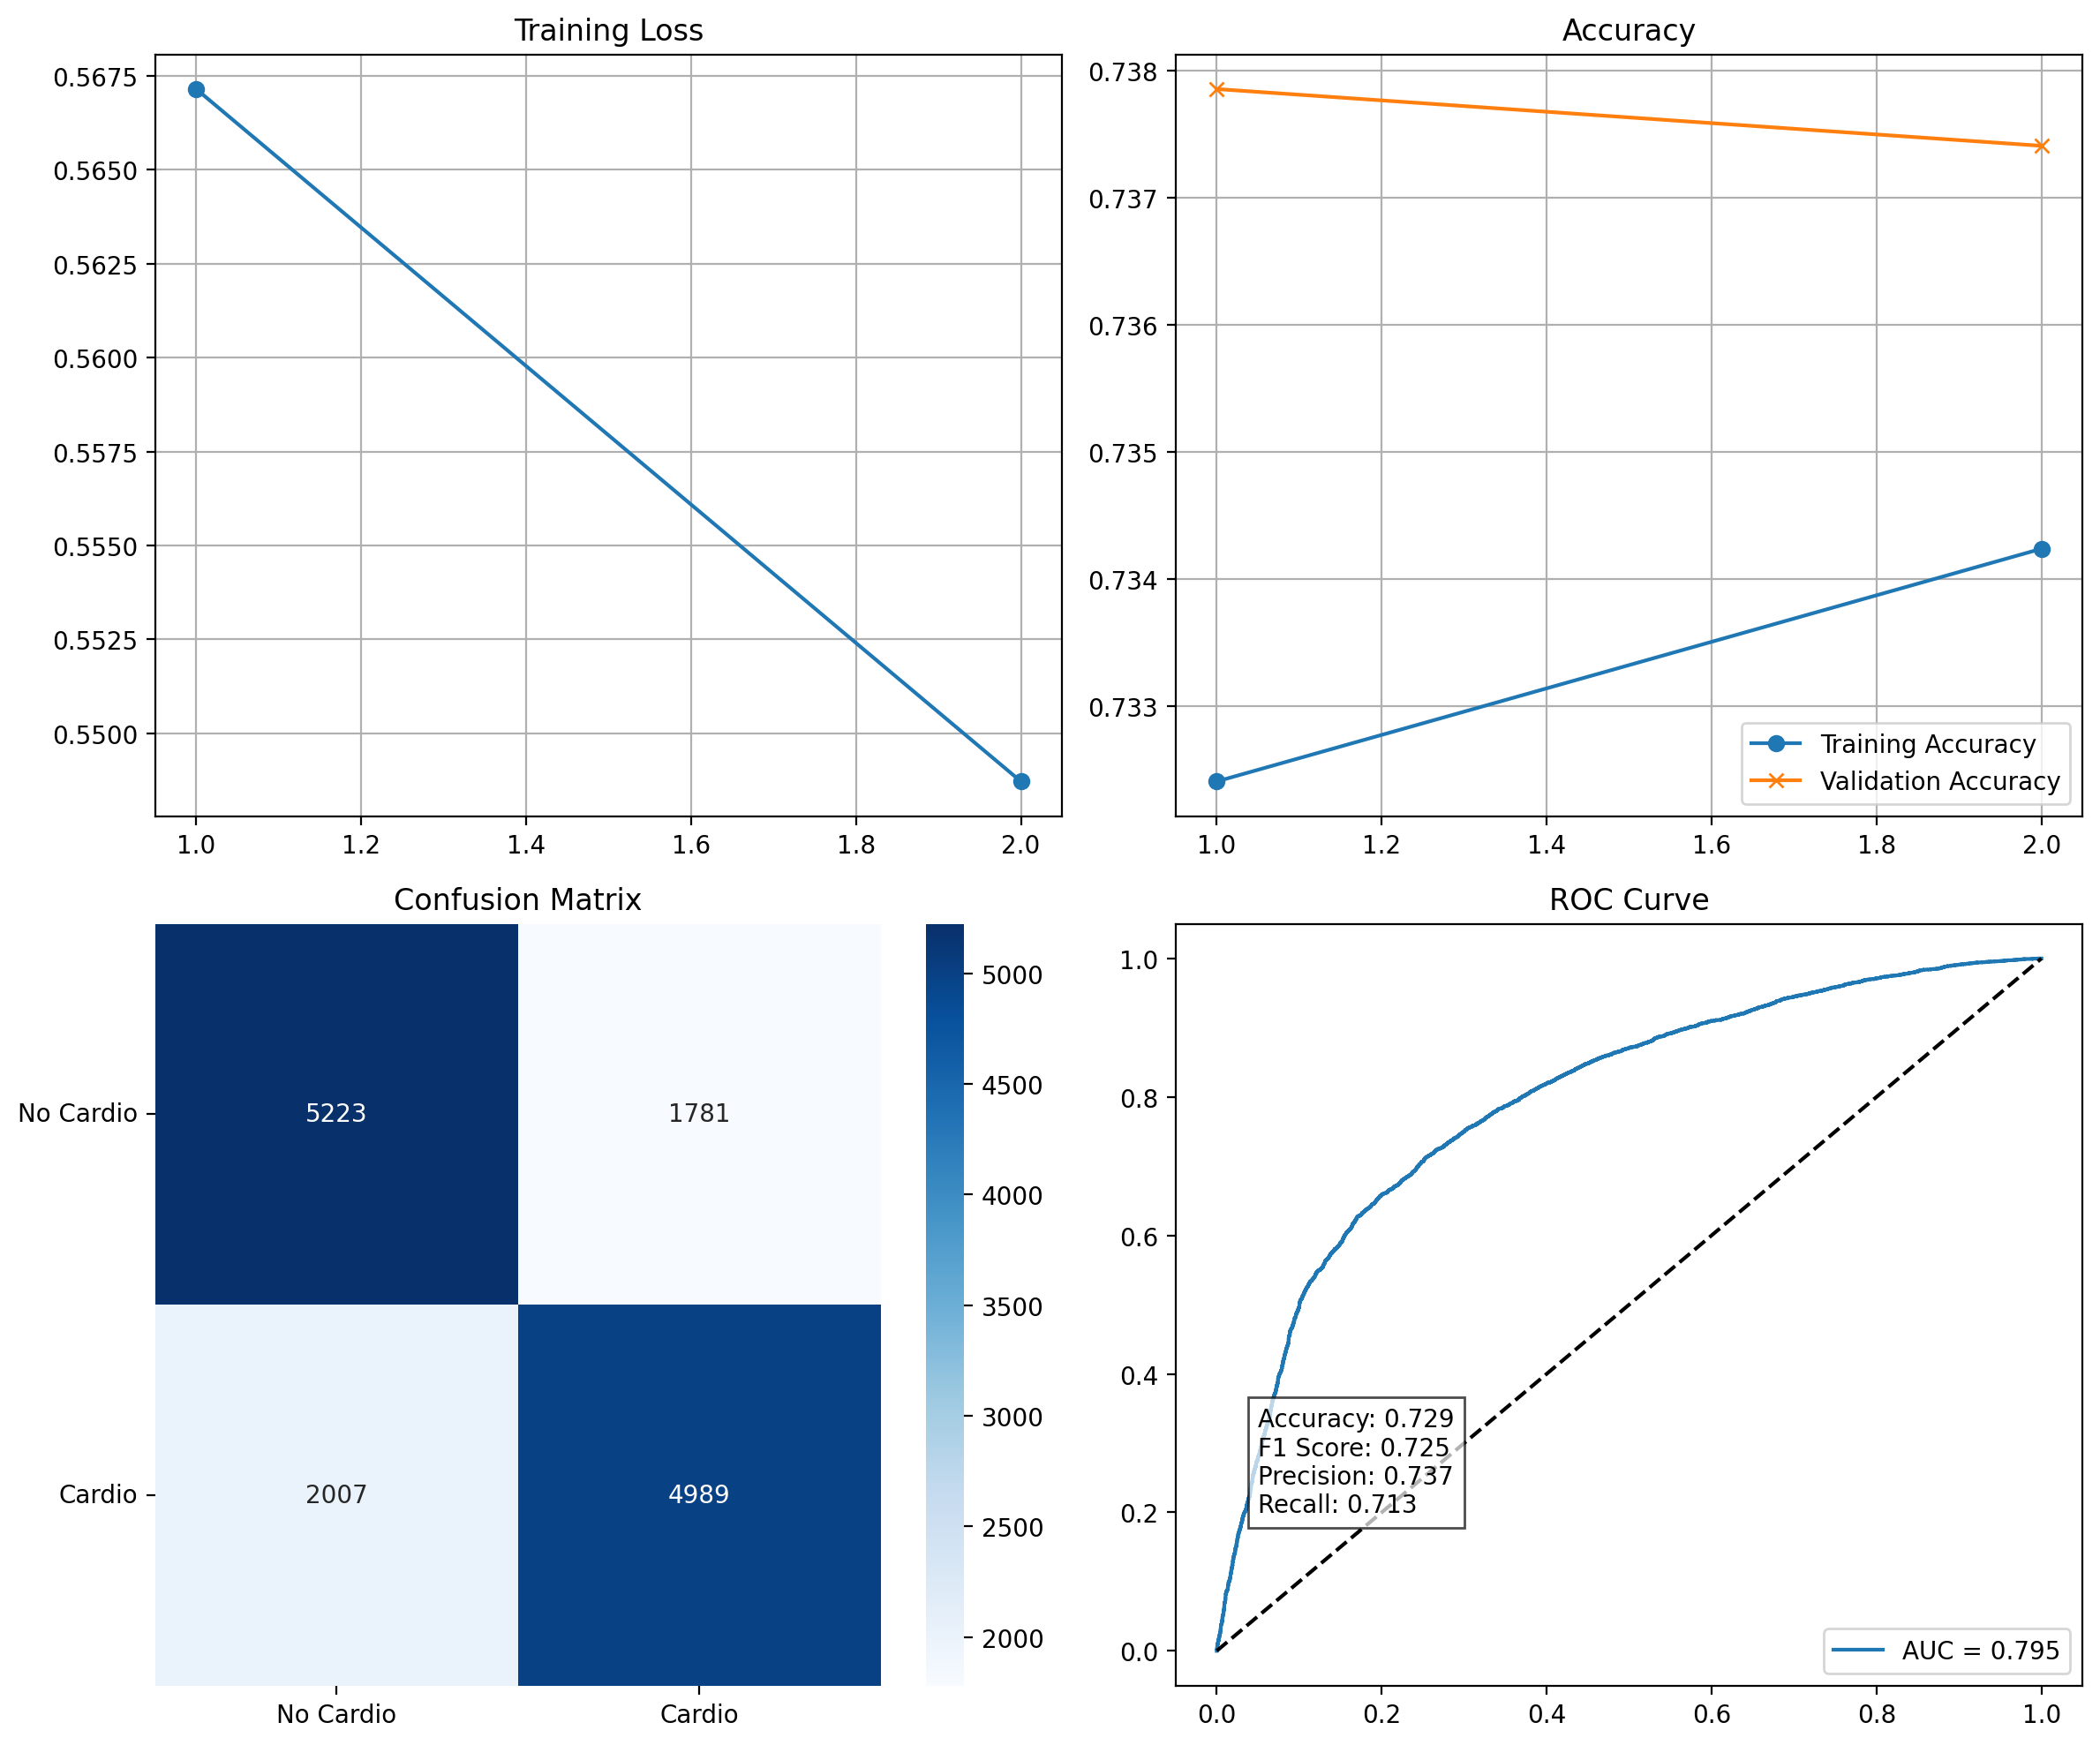 Training Loss
0.5675
0.5650
0.5625
0.5600
0.5575
0.5550
0.5525
0.5500
1.0 1.2 1.4 1.6 1.8 2.0
Accuracy
0.738
0.737
0.736
0.735
0.734
0.733
Training Accuracy
Validation Accuracy
1.0 1.2 1.4 1.6 1.8 2.0
Confusion Matrix
No Cardio
5223 1781
Cardio
2007 4989
No Cardio Cardio
5000
4500
4000
3500
3000
2500
2000
ROC Curve
1.0
0.8
0.6
0.4
0.2
0.0
Accuracy: 0.729
F1 Score: 0.725
Precision: 0.737
Recall: 0.713
AUC = 0.795
0.0 0.2 0.4 0.6 0.8 1.0